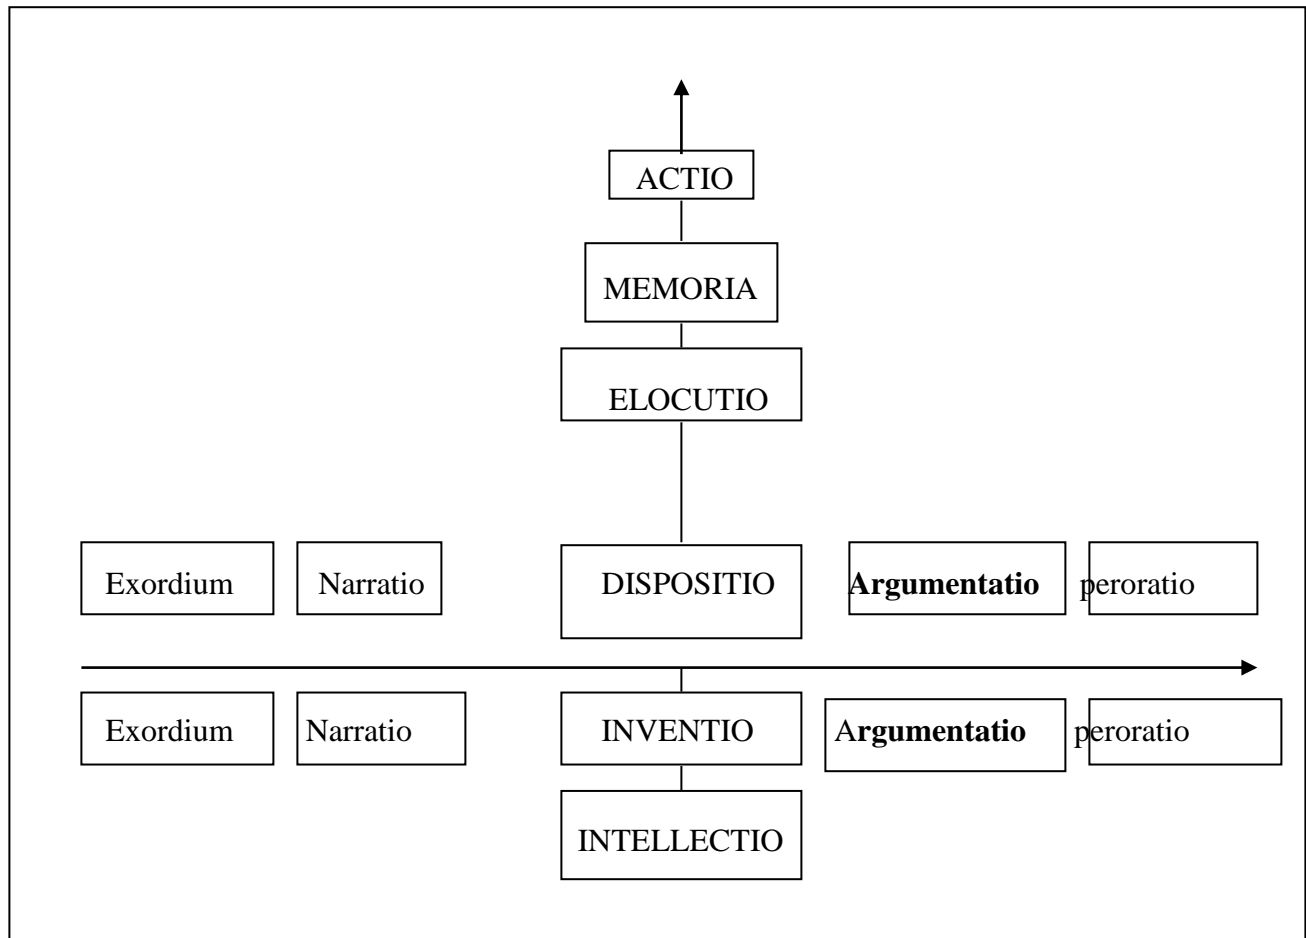 ACTIO
MEMORIA
ELOCUTIO
Exordium Narratio DISPOSITIO Argumentatio peroratio
Exordium Narratio INVENTIO Argumentatio peroratio
INTELLECTIO